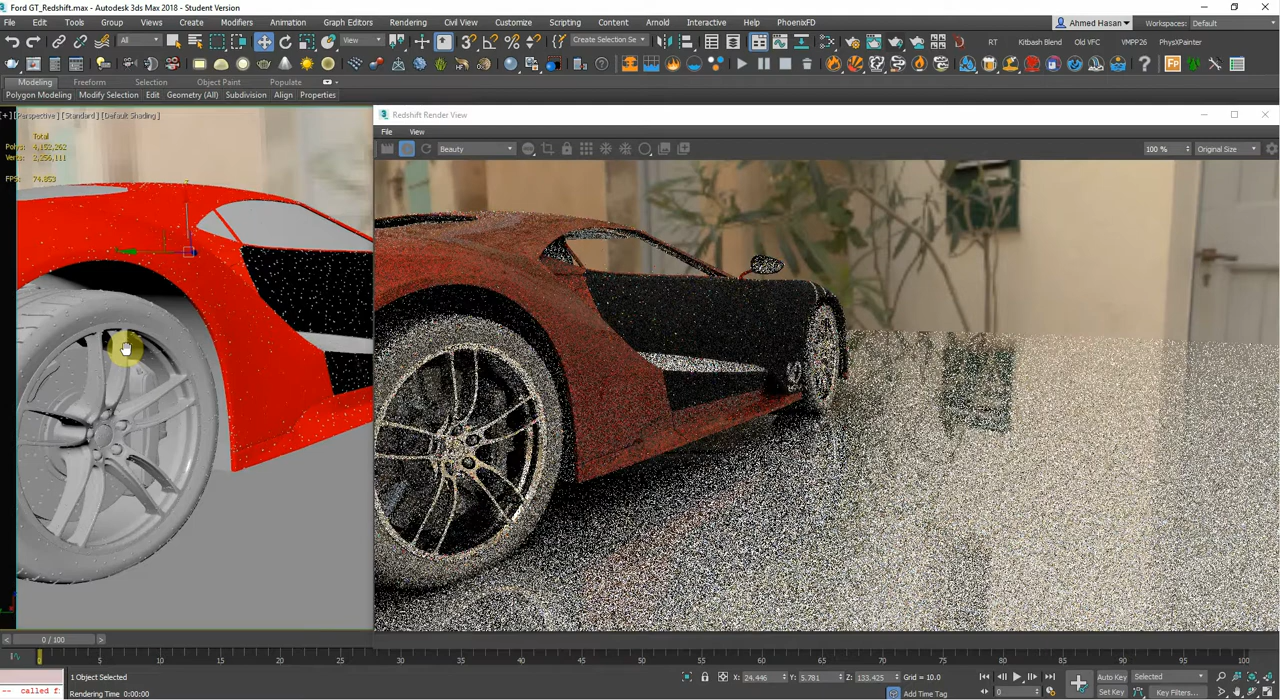 Ford GT_Redshift.max - Autodesk 3ds Max 2018 - Student Version
File Edit Tools Group Views Create Modifiers Animation Graph Editors Rendering Civil View Customize Scripting Content Arnold Interactive Help PhoenixFD
Ahmed Hasan
Workspaces: Default
All View Create Selection Se RT Kitbash Blend Old VFC VMPP26 PhysXPainter
Modeling Freeform Selection Object Paint Populate
Polygon Modeling Modify Selection Edit Geometry (All) Subdivision Align Properties
[+] [Perspective ] [Standard ] [Default Shading ]
Total
Polys: 4,152,262
Verts: 2,256,111
FPS: 74.853
Redshift Render View
File View
Beauty 100 % Original Size
0 / 100
0 5 10 15 20 25 30 35 40 45 50 55 60 65 70 75 80 85 90 95 100
1 Object Selected
X: 24.446 Y: 5.781 Z: 133.425 Grid = 10.0
Auto Key Selected
-- called f:
Rendering Time 0:00:00
Add Time Tag
0
Set Key Key Filters...